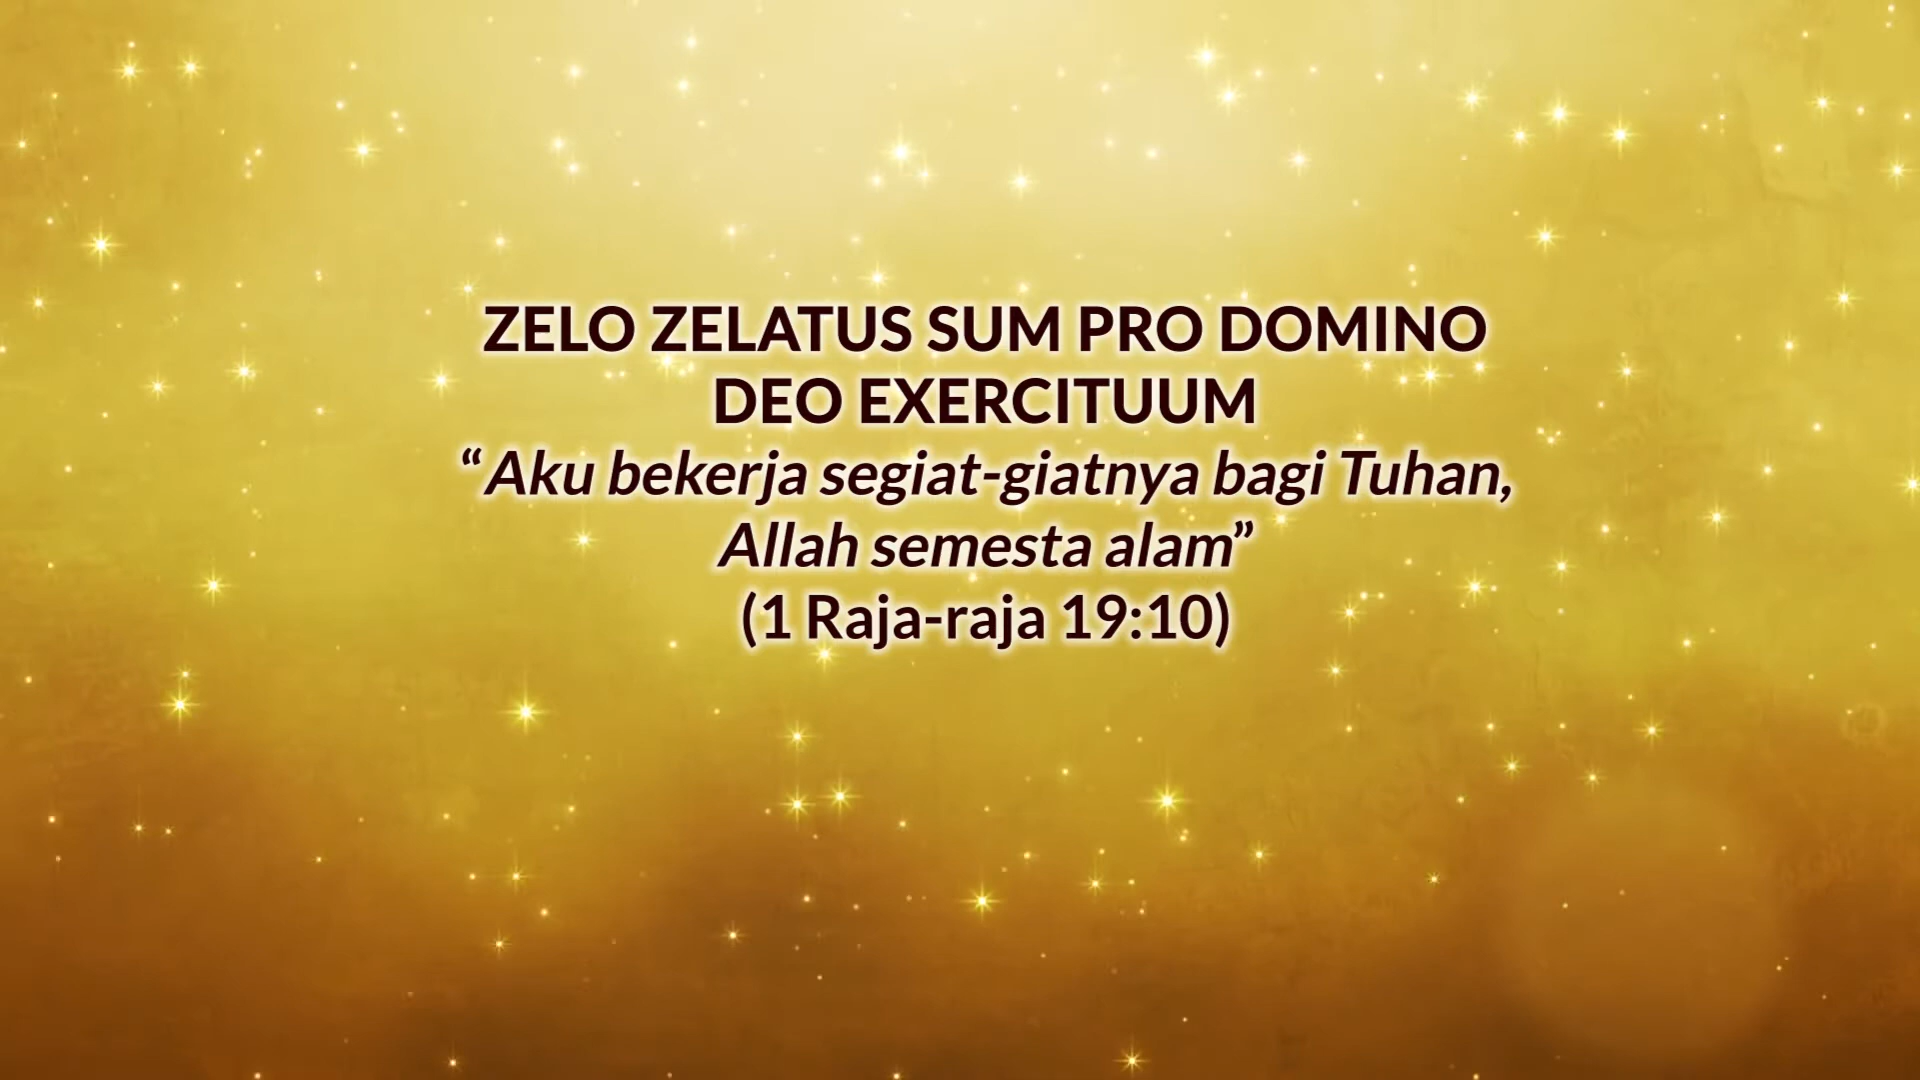 ZELO ZELATUS SUM PRO DOMINO
DEO EXERCITUUM
“Aku bekerja segiat-giatnya bagi Tuhan,
Allah semesta alam”
(1 Raja-raja 19:10)